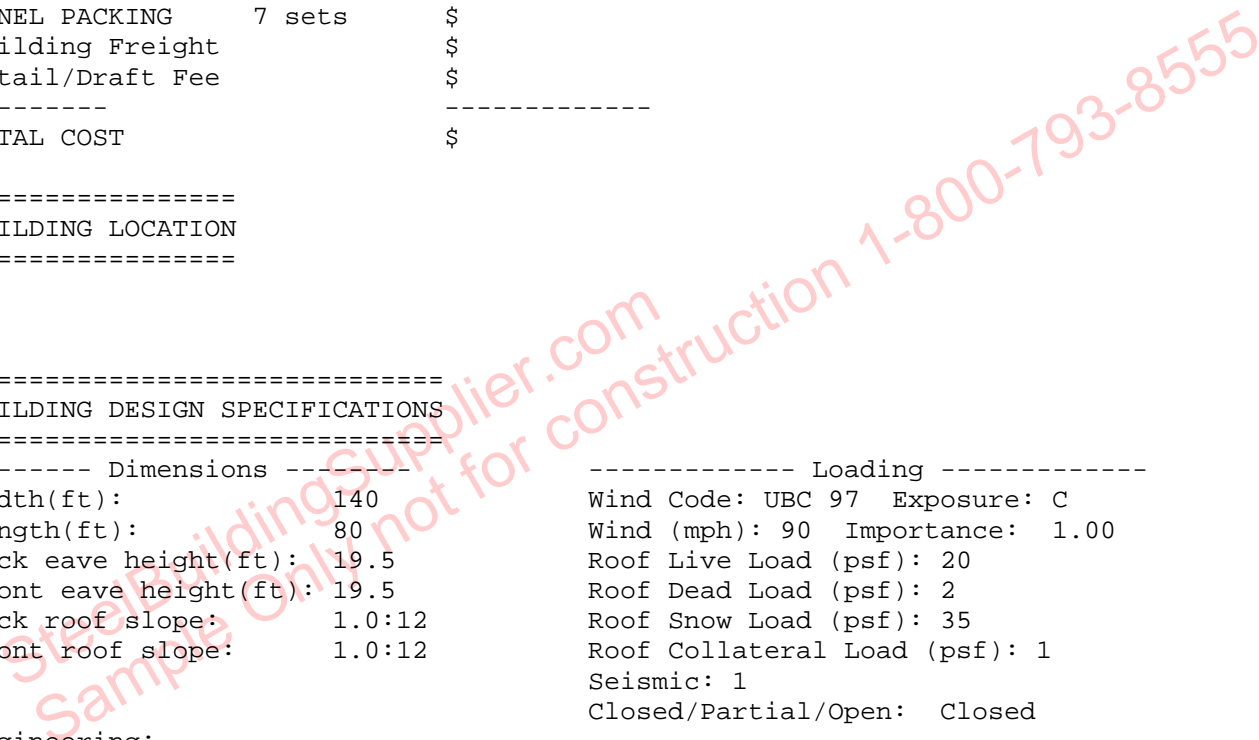 NEL PACKING 7 sets $
ilding Freight $
tail/Draft Fee $
------- -------------
TAL COST $
===============
ILDING LOCATION
===============
============================
ILDING DESIGN SPECIFICATIONS
============================
------ Dimensions -------- ------------- Loading -------------
dth(ft): 140 Wind Code: UBC 97 Exposure: C
ngth(ft): 80 Wind (mph): 90 Importance: 1.00
ck eave height(ft): 19.5 Roof Live Load (psf): 20
ont eave height(ft): 19.5 Roof Dead Load (psf): 2
ck roof slope: 1.0:12 Roof Snow Load (psf): 35
ont roof slope: 1.0:12 Roof Collateral Load (psf): 1
Seismic: 1
Closed/Partial/Open: Closed
gineering:
SteelBuildingSupplier.com
Sample Only not for construction 1-800-793-8555